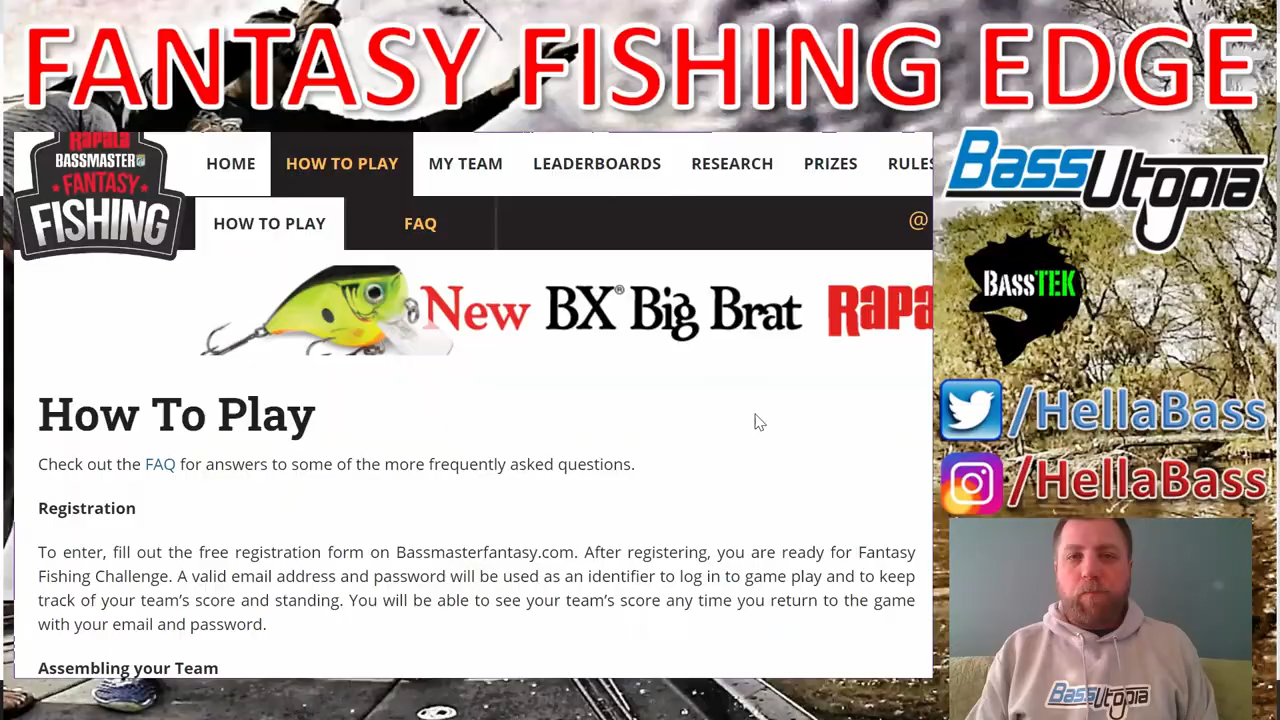 FANTASY FISHING EDGE
Rapala
BASSMASTER
FANTASY
FISHING
HOME
HOW TO PLAY
MY TEAM
LEADERBOARDS
RESEARCH
PRIZES
RULES
HOW TO PLAY
FAQ
@
New BX® Big Brat
RAPA
BassUtopia
BASSTEK
/HellaBass
/HellaBass
How To Play
Check out the FAQ for answers to some of the more frequently asked questions.
Registration
To enter, fill out the free registration form on Bassmasterfantasy.com. After registering, you are ready for Fantasy
Fishing Challenge. A valid email address and password will be used as an identifier to log in to game play and to keep
track of your team's score and standing. You will be able to see your team's score any time you return to the game
with your email and password.
Assembling your Team
BassUtopia